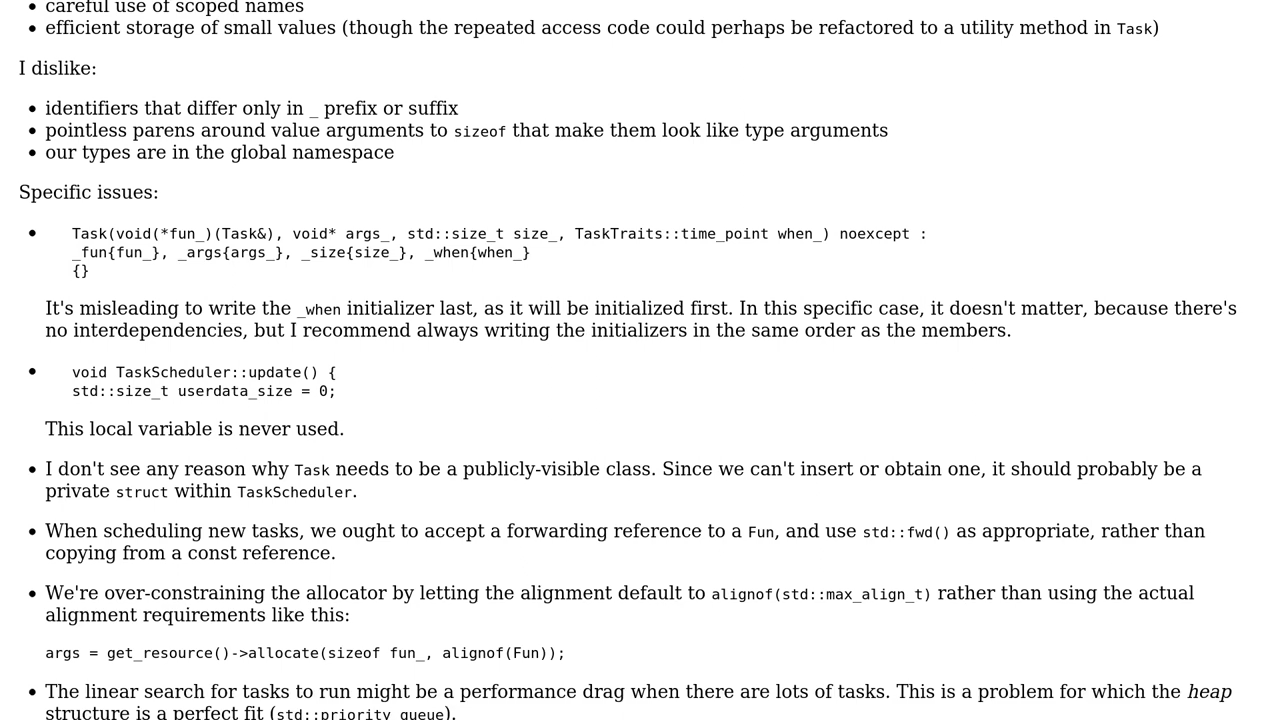 careful use of scoped names
efficient storage of small values (though the repeated access code could perhaps be refactored to a utility method in Task)
I dislike:
identifiers that differ only in _ prefix or suffix
pointless parens around value arguments to sizeof that make them look like type arguments
our types are in the global namespace
Specific issues:
Task(void(*fun_)(Task&), void* args_, std::size_t size_, TaskTraits::time_point when_) noexcept :
_fun{fun_}, _args{args_}, _size{size_}, _when{when_}
{}
It's misleading to write the _when initializer last, as it will be initialized first. In this specific case, it doesn't matter, because there's
no interdependencies, but I recommend always writing the initializers in the same order as the members.
void TaskScheduler::update() {
std::size_t userdata_size = 0;
This local variable is never used.
I don't see any reason why Task needs to be a publicly-visible class. Since we can't insert or obtain one, it should probably be a
private struct within TaskScheduler.
When scheduling new tasks, we ought to accept a forwarding reference to a Fun, and use std::fwd() as appropriate, rather than
copying from a const reference.
We're over-constraining the allocator by letting the alignment default to alignof(std::max_align_t) rather than using the actual
alignment requirements like this:
args = get_resource()->allocate(sizeof fun_, alignof(Fun));
The linear search for tasks to run might be a performance drag when there are lots of tasks. This is a problem for which the heap
structure is a perfect fit (std::priority_queue).